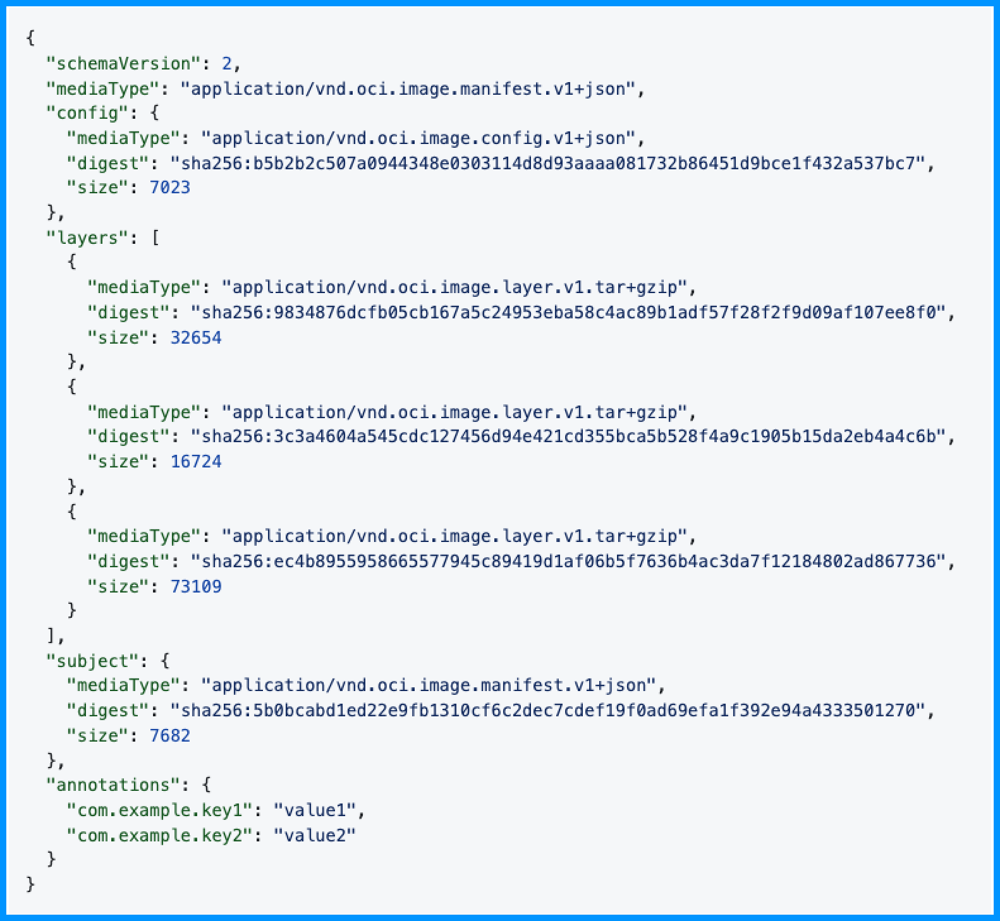 {
  "schemaVersion": 2,
  "mediaType": "application/vnd.oci.image.manifest.v1+json",
  "config": {
    "mediaType": "application/vnd.oci.image.config.v1+json",
    "digest": "sha256:b5b2b2c507a0944348e0303114d8d93aaaa081732b86451d9bce1f432a537bc7",
    "size": 7023
  },
  "layers": [
    {
      "mediaType": "application/vnd.oci.image.layer.v1.tar+gzip",
      "digest": "sha256:9834876dcfb05cb167a5c24953eba58c4ac89b1adf57f28f2f9d09af107ee8f0",
      "size": 32654
    },
    {
      "mediaType": "application/vnd.oci.image.layer.v1.tar+gzip",
      "digest": "sha256:3c3a4604a545cdc127456d94e421cd355bca5b528f4a9c1905b15da2eb4a4c6b",
      "size": 16724
    },
    {
      "mediaType": "application/vnd.oci.image.layer.v1.tar+gzip",
      "digest": "sha256:ec4b8955958665577945c89419d1af06b5f7636b4ac3da7f12184802ad867736",
      "size": 73109
    }
  ],
  "subject": {
    "mediaType": "application/vnd.oci.image.manifest.v1+json",
    "digest": "sha256:5b0bcabd1ed22e9fb1310cf6c2dec7cdef19f0ad69efa1f392e94a4333501270",
    "size": 7682
  },
  "annotations": {
    "com.example.key1": "value1",
    "com.example.key2": "value2"
  }
}